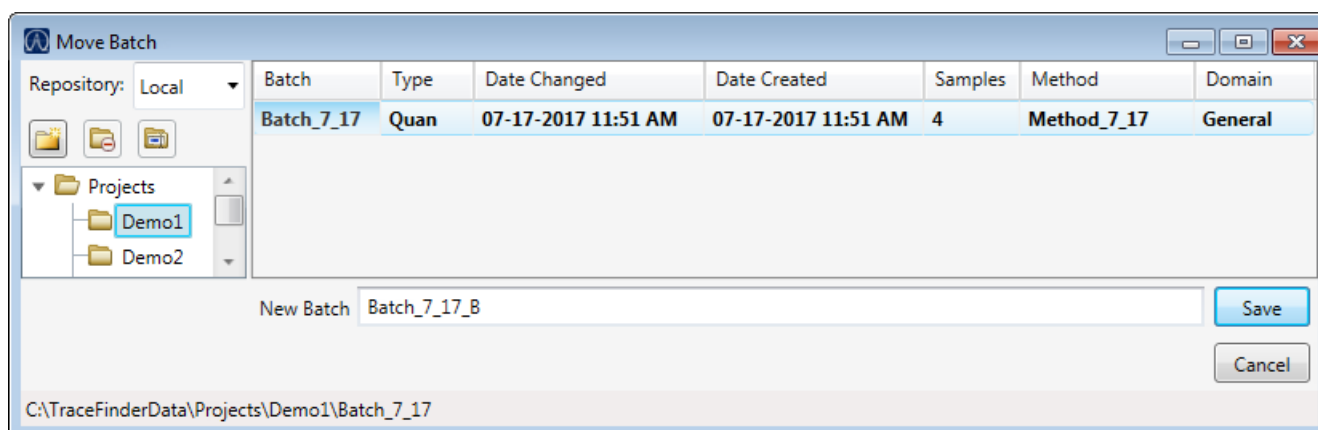 Move Batch
Repository: Local
Batch Type Date Changed Date Created Samples Method Domain
Batch_7_17 Quan 07-17-2017 11:51 AM 07-17-2017 11:51 AM 4 Method_7_17 General
Projects
Demo1
Demo2
New Batch Batch_7_17_B Save
Cancel
C:\TraceFinderData\Projects\Demo1\Batch_7_17